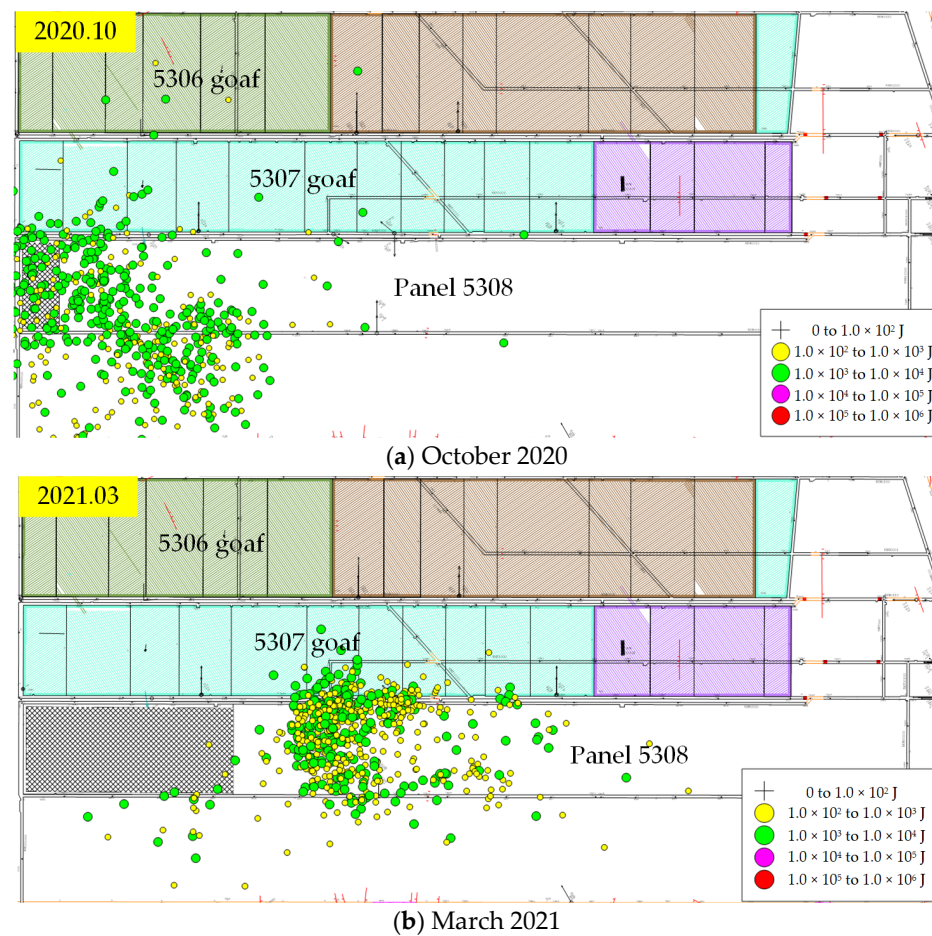 2020.10
5306 goaf
5307 goaf
Panel 5308
0 to 1.0 × 10² J
1.0 × 10² to 1.0 × 10³ J
1.0 × 10³ to 1.0 × 10⁴ J
1.0 × 10⁴ to 1.0 × 10⁵ J
1.0 × 10⁵ to 1.0 × 10⁶ J
(a) October 2020
2021.03
5306 goaf
5307 goaf
Panel 5308
0 to 1.0 × 10² J
1.0 × 10² to 1.0 × 10³ J
1.0 × 10³ to 1.0 × 10⁴ J
1.0 × 10⁴ to 1.0 × 10⁵ J
1.0 × 10⁵ to 1.0 × 10⁶ J
(b) March 2021